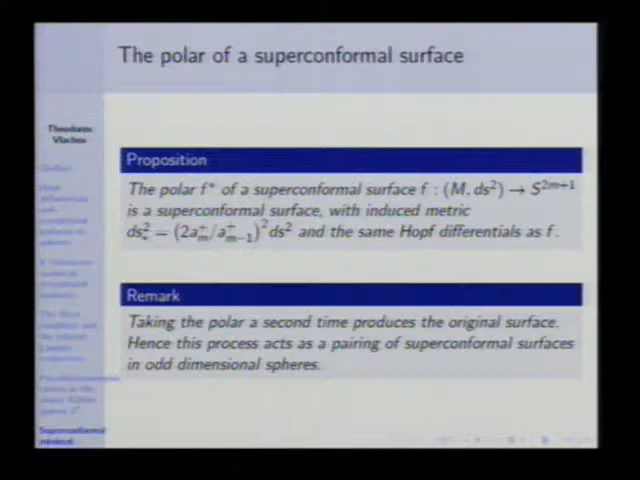 The polar of a superconformal surface
Theodoros
Vlachos
Proposition
The polar f* of a superconformal surface f : (M, ds²) → S²ᵐ⁺¹
is a superconformal surface, with induced metric
ds²_* = (2a⁺_m/a⁺_{m−1})² ds² and the same Hopf differentials as f.
Remark
Taking the polar a second time produces the original surface.
Hence this process acts as a pairing of superconformal surfaces
in odd dimensional spheres.